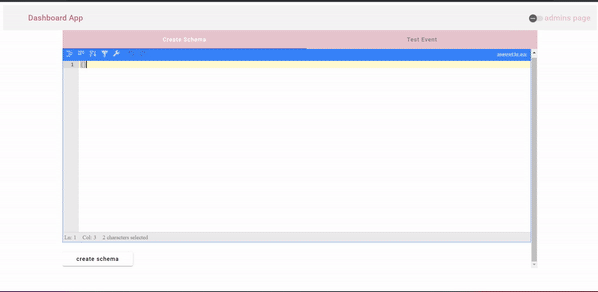 Dashboard App
admins page
Create Schema
Test Event
powered by ace
1 {}
Ln: 1 Col: 3 2 characters selected
create schema